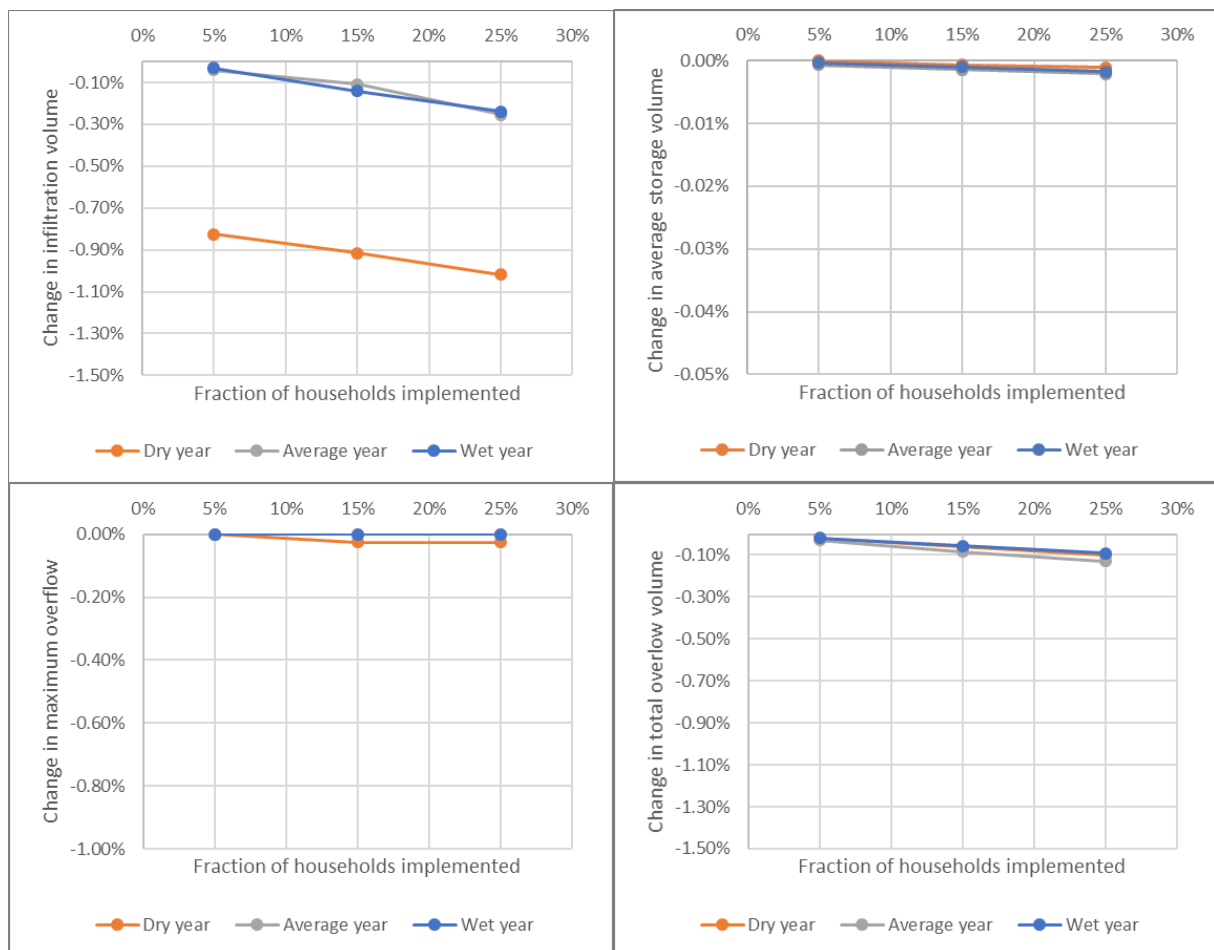 0% 5% 10% 15% 20% 25% 30%
-0.10%
-0.30%
-0.50%
-0.70%
-0.90%
-1.10%
-1.30%
-1.50%
Change in infiltration volume
Fraction of households implemented
Dry year Average year Wet year
0% 5% 10% 15% 20% 25% 30%
0.00%
-0.01%
-0.02%
-0.03%
-0.04%
-0.05%
Change in average storage volume
Fraction of households implemented
Dry year Average year Wet year
0% 5% 10% 15% 20% 25% 30%
0.00%
-0.20%
-0.40%
-0.60%
-0.80%
-1.00%
Change in maximum overflow
Fraction of households implemented
Dry year Average year Wet year
0% 5% 10% 15% 20% 25% 30%
-0.10%
-0.30%
-0.50%
-0.70%
-0.90%
-1.10%
-1.30%
-1.50%
Change in total overlow volume
Fraction of households implemented
Dry year Average year Wet year